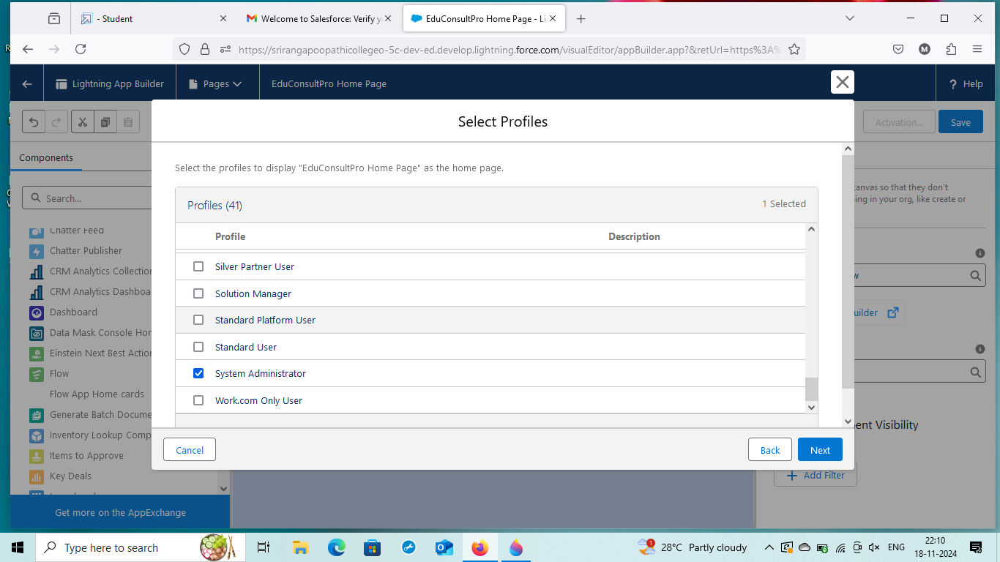 - Student
Welcome to Salesforce: Verify y
EduConsultPro Home Page - Li
https://srirangapoopathicollegeo-5c-dev-ed.develop.lightning.force.com/visualEditor/appBuilder.app?&retUrl=https%3A%
M
Lightning App Builder
Pages
EduConsultPro Home Page
? Help
Select Profiles
Activation...
Save
Components
Search...
Select the profiles to display "EduConsultPro Home Page" as the home page.
canvas so that they don't
ing in your org, like create or
Profiles (41)
1 Selected
Profile
Description
Silver Partner User
Solution Manager
Standard Platform User
Standard User
System Administrator
Work.com Only User
Chatter Feed
Chatter Publisher
CRM Analytics Collection
CRM Analytics Dashboa
Dashboard
Data Mask Console Hom
Einstein Next Best Action
Flow
Flow App Home cards
Generate Batch Docume
Inventory Lookup Comp
Items to Approve
Key Deals
w
uilder
ent Visibility
Add Filter
Cancel
Back
Next
Get more on the AppExchange
Type here to search
1
28°C Partly cloudy
ENG
22:10
18-11-2024